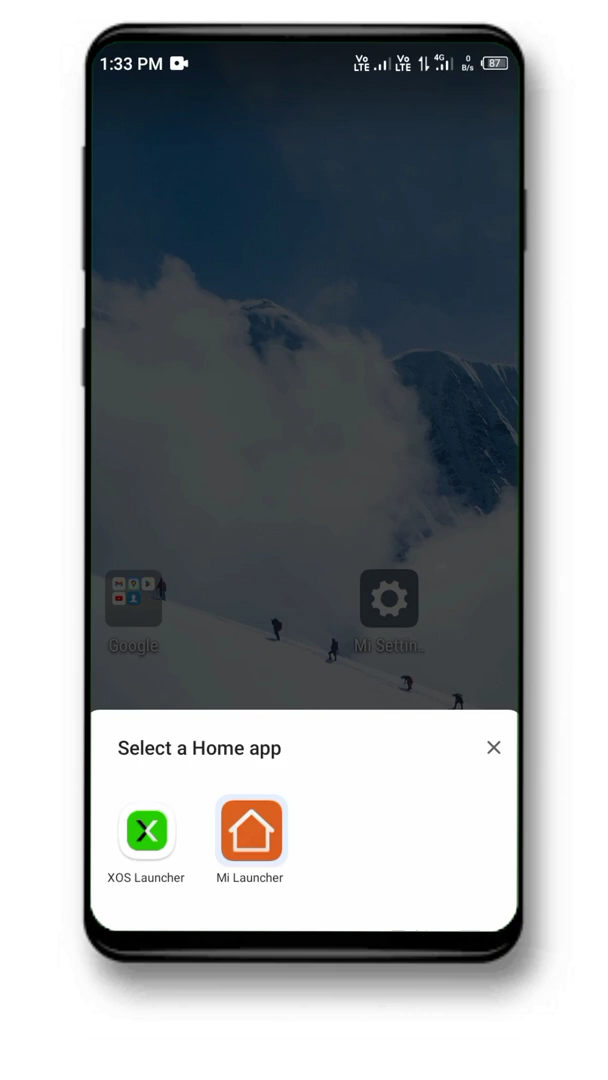 1:33 PM
Vo LTE Vo LTE 4G 0 B/s 87
Google
Mi Settin..
Select a Home app
XOS Launcher
Mi Launcher